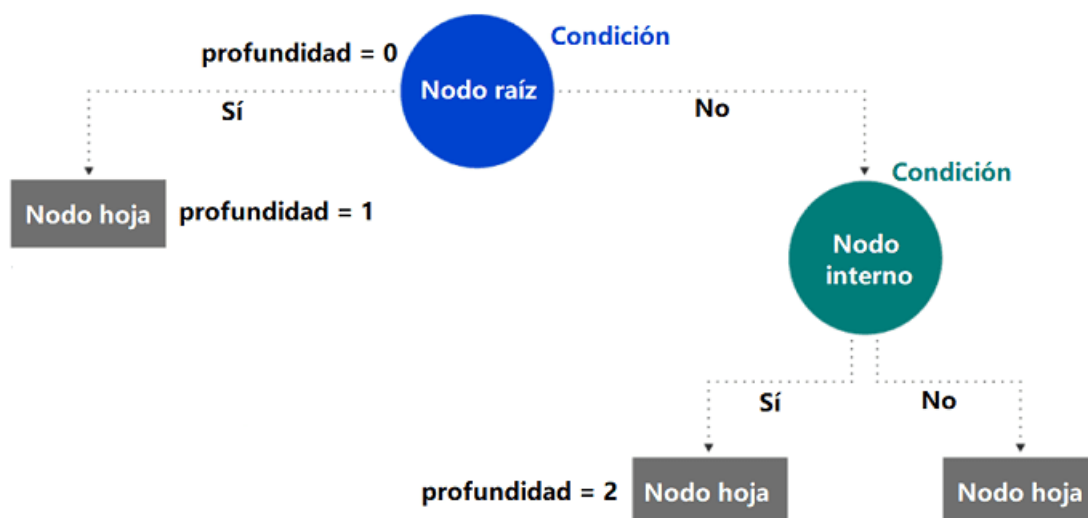 Condición
profundidad = 0
Nodo raíz
Sí
No
Condición
Nodo hoja
profundidad = 1
Nodo
interno
Sí
No
profundidad = 2
Nodo hoja
Nodo hoja